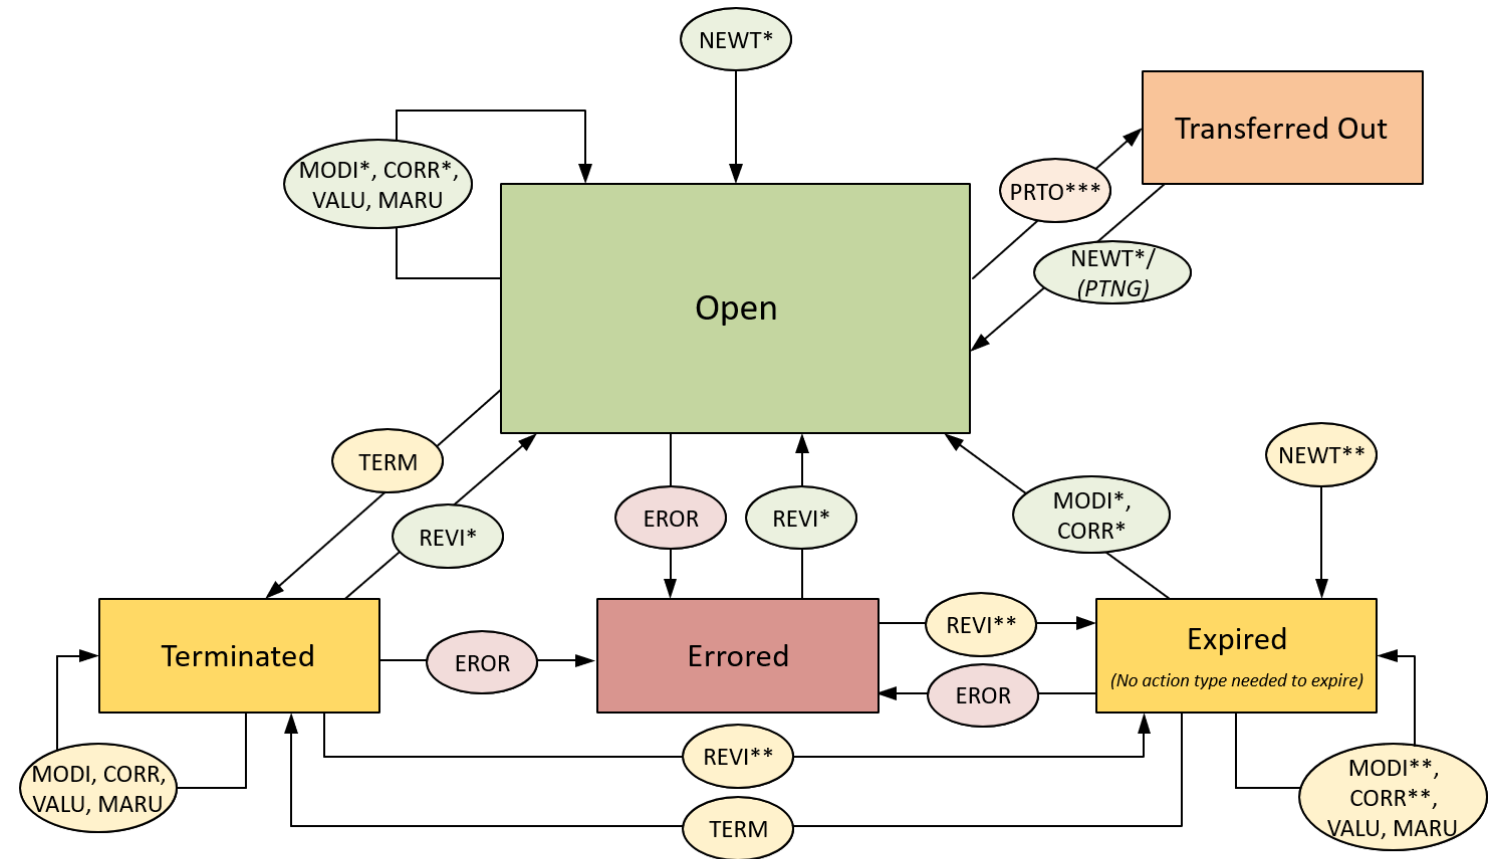 NEWT*
Transferred Out
MODI*, CORR*,
VALU, MARU
PRTO***
NEWT*/
(PTNG)
Open
TERM
REVI*
EROR
REVI*
MODI*,
CORR*
NEWT**
Terminated
EROR
Errored
REVI**
EROR
Expired
(No action type needed to expire)
MODI, CORR,
VALU, MARU
REVI**
TERM
MODI**,
CORR**,
VALU, MARU